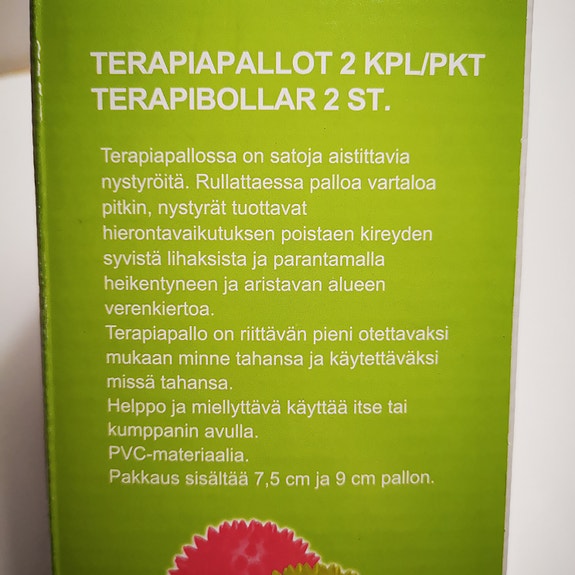 TERAPIAPALLOT 2 KPL/PKT
TERAPIBOLLAR 2 ST.
Terapiapallossa on satoja aistittavia
nystyröitä. Rullattaessa palloa vartaloa
pitkin, nystyrät tuottavat
hierontavaikutuksen poistaen kireyden
syvistä lihaksista ja parantamalla
heikentyneen ja aristavan alueen
verenkiertoa.
Terapiapallo on riittävän pieni otettavaksi
mukaan minne tahansa ja käytettäväksi
missä tahansa.
Helppo ja miellyttävä käyttää itse tai
kumppanin avulla.
PVC-materiaalia.
Pakkaus sisältää 7,5 cm ja 9 cm pallon.